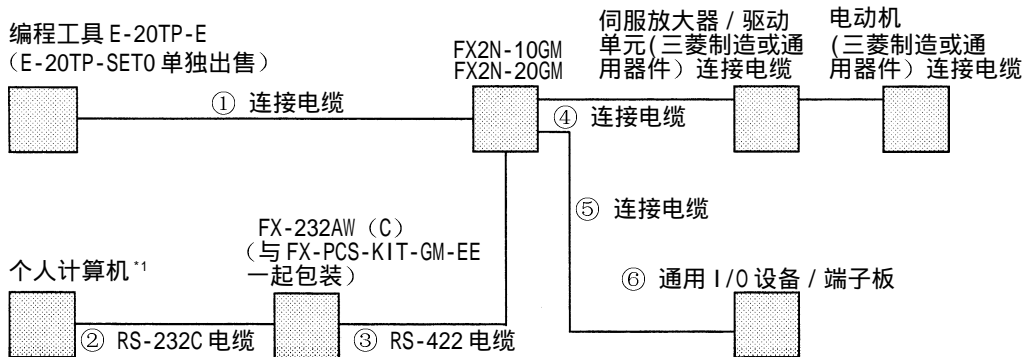 编程工具 E-20TP-E
（E-20TP-SET0 单独出售）
① 连接电缆
FX2N-10GM
FX2N-20GM
伺服放大器 / 驱动
单元(三菱制造或通
用器件）连接电缆
电动机
(三菱制造或通
用器件）连接电缆
④ 连接电缆
⑤ 连接电缆
FX-232AW（C）
（与 FX-PCS-KIT-GM-EE
一起包装）
个人计算机 *1
⑥ 通用 I/O 设备 / 端子板
② RS-232C 电缆
③ RS-422 电缆